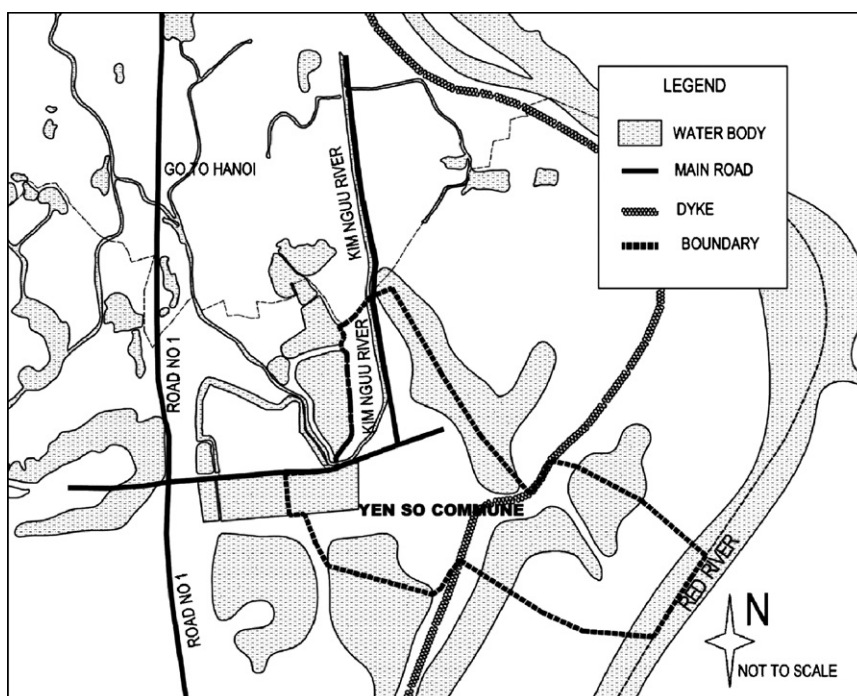 LEGEND
WATER BODY
MAIN ROAD
DYKE
BOUNDARY
GO TO HANOI
KIM NGUU RIVER
KIM NGUU RIVER
ROAD NO 1
YEN SO COMMUNE
ROAD NO 1
RED RIVER
N
NOT TO SCALE